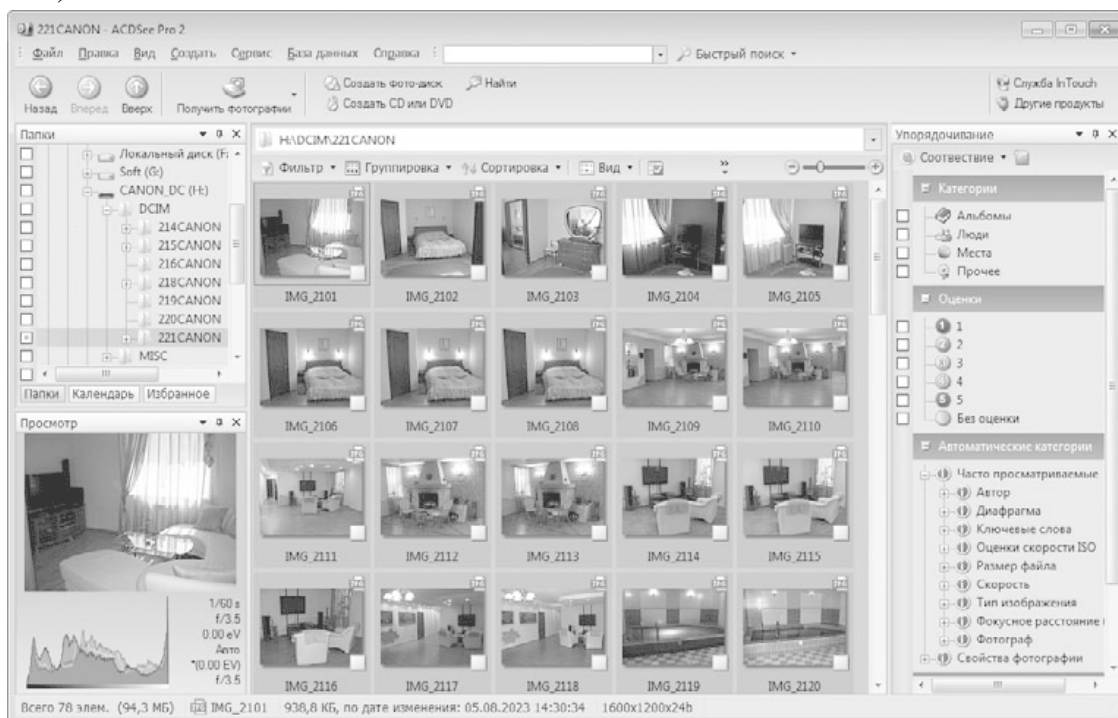 221CANON - ACDSee Pro 2
Файл Правка Вид Создать Сервис База данных Справка Быстрый поиск
Назад Вперед Вверх Получить фотографии
Создать фото-диск Найти
Создать CD или DVD
Служба InTouch
Другие продукты
Папки
Локальный диск (F:
Soft (G:)
CANON_DC (H:)
DCIM
214CANON
215CANON
216CANON
218CANON
219CANON
220CANON
221CANON
MISC
Папки Календарь Избранное
Просмотр
1/60 s
f/3.5
0.00 eV
Авто
*(0.00 EV)
f/3.5
H:\DCIM\221CANON
Фильтр Группировка Сортировка Вид
IMG_2101 IMG_2102 IMG_2103 IMG_2104 IMG_2105
IMG_2106 IMG_2107 IMG_2108 IMG_2109 IMG_2110
IMG_2111 IMG_2112 IMG_2113 IMG_2114 IMG_2115
IMG_2116 IMG_2117 IMG_2118 IMG_2119 IMG_2120
Упорядочивание
Соотвествие
Категории
Альбомы
Люди
Места
Прочее
Оценки
1
2
3
4
5
Без оценки
Автоматические категории
Часто просматриваемые
Автор
Диафрагма
Ключевые слова
Оценки скорости ISO
Размер файла
Скорость
Тип изображения
Фокусное расстояние
Фотограф
Свойства фотографии
Всего 78 элем. (94,3 МБ) IMG_2101 938,8 КБ, по дате изменения: 05.08.2023 14:30:34 1600x1200x24b